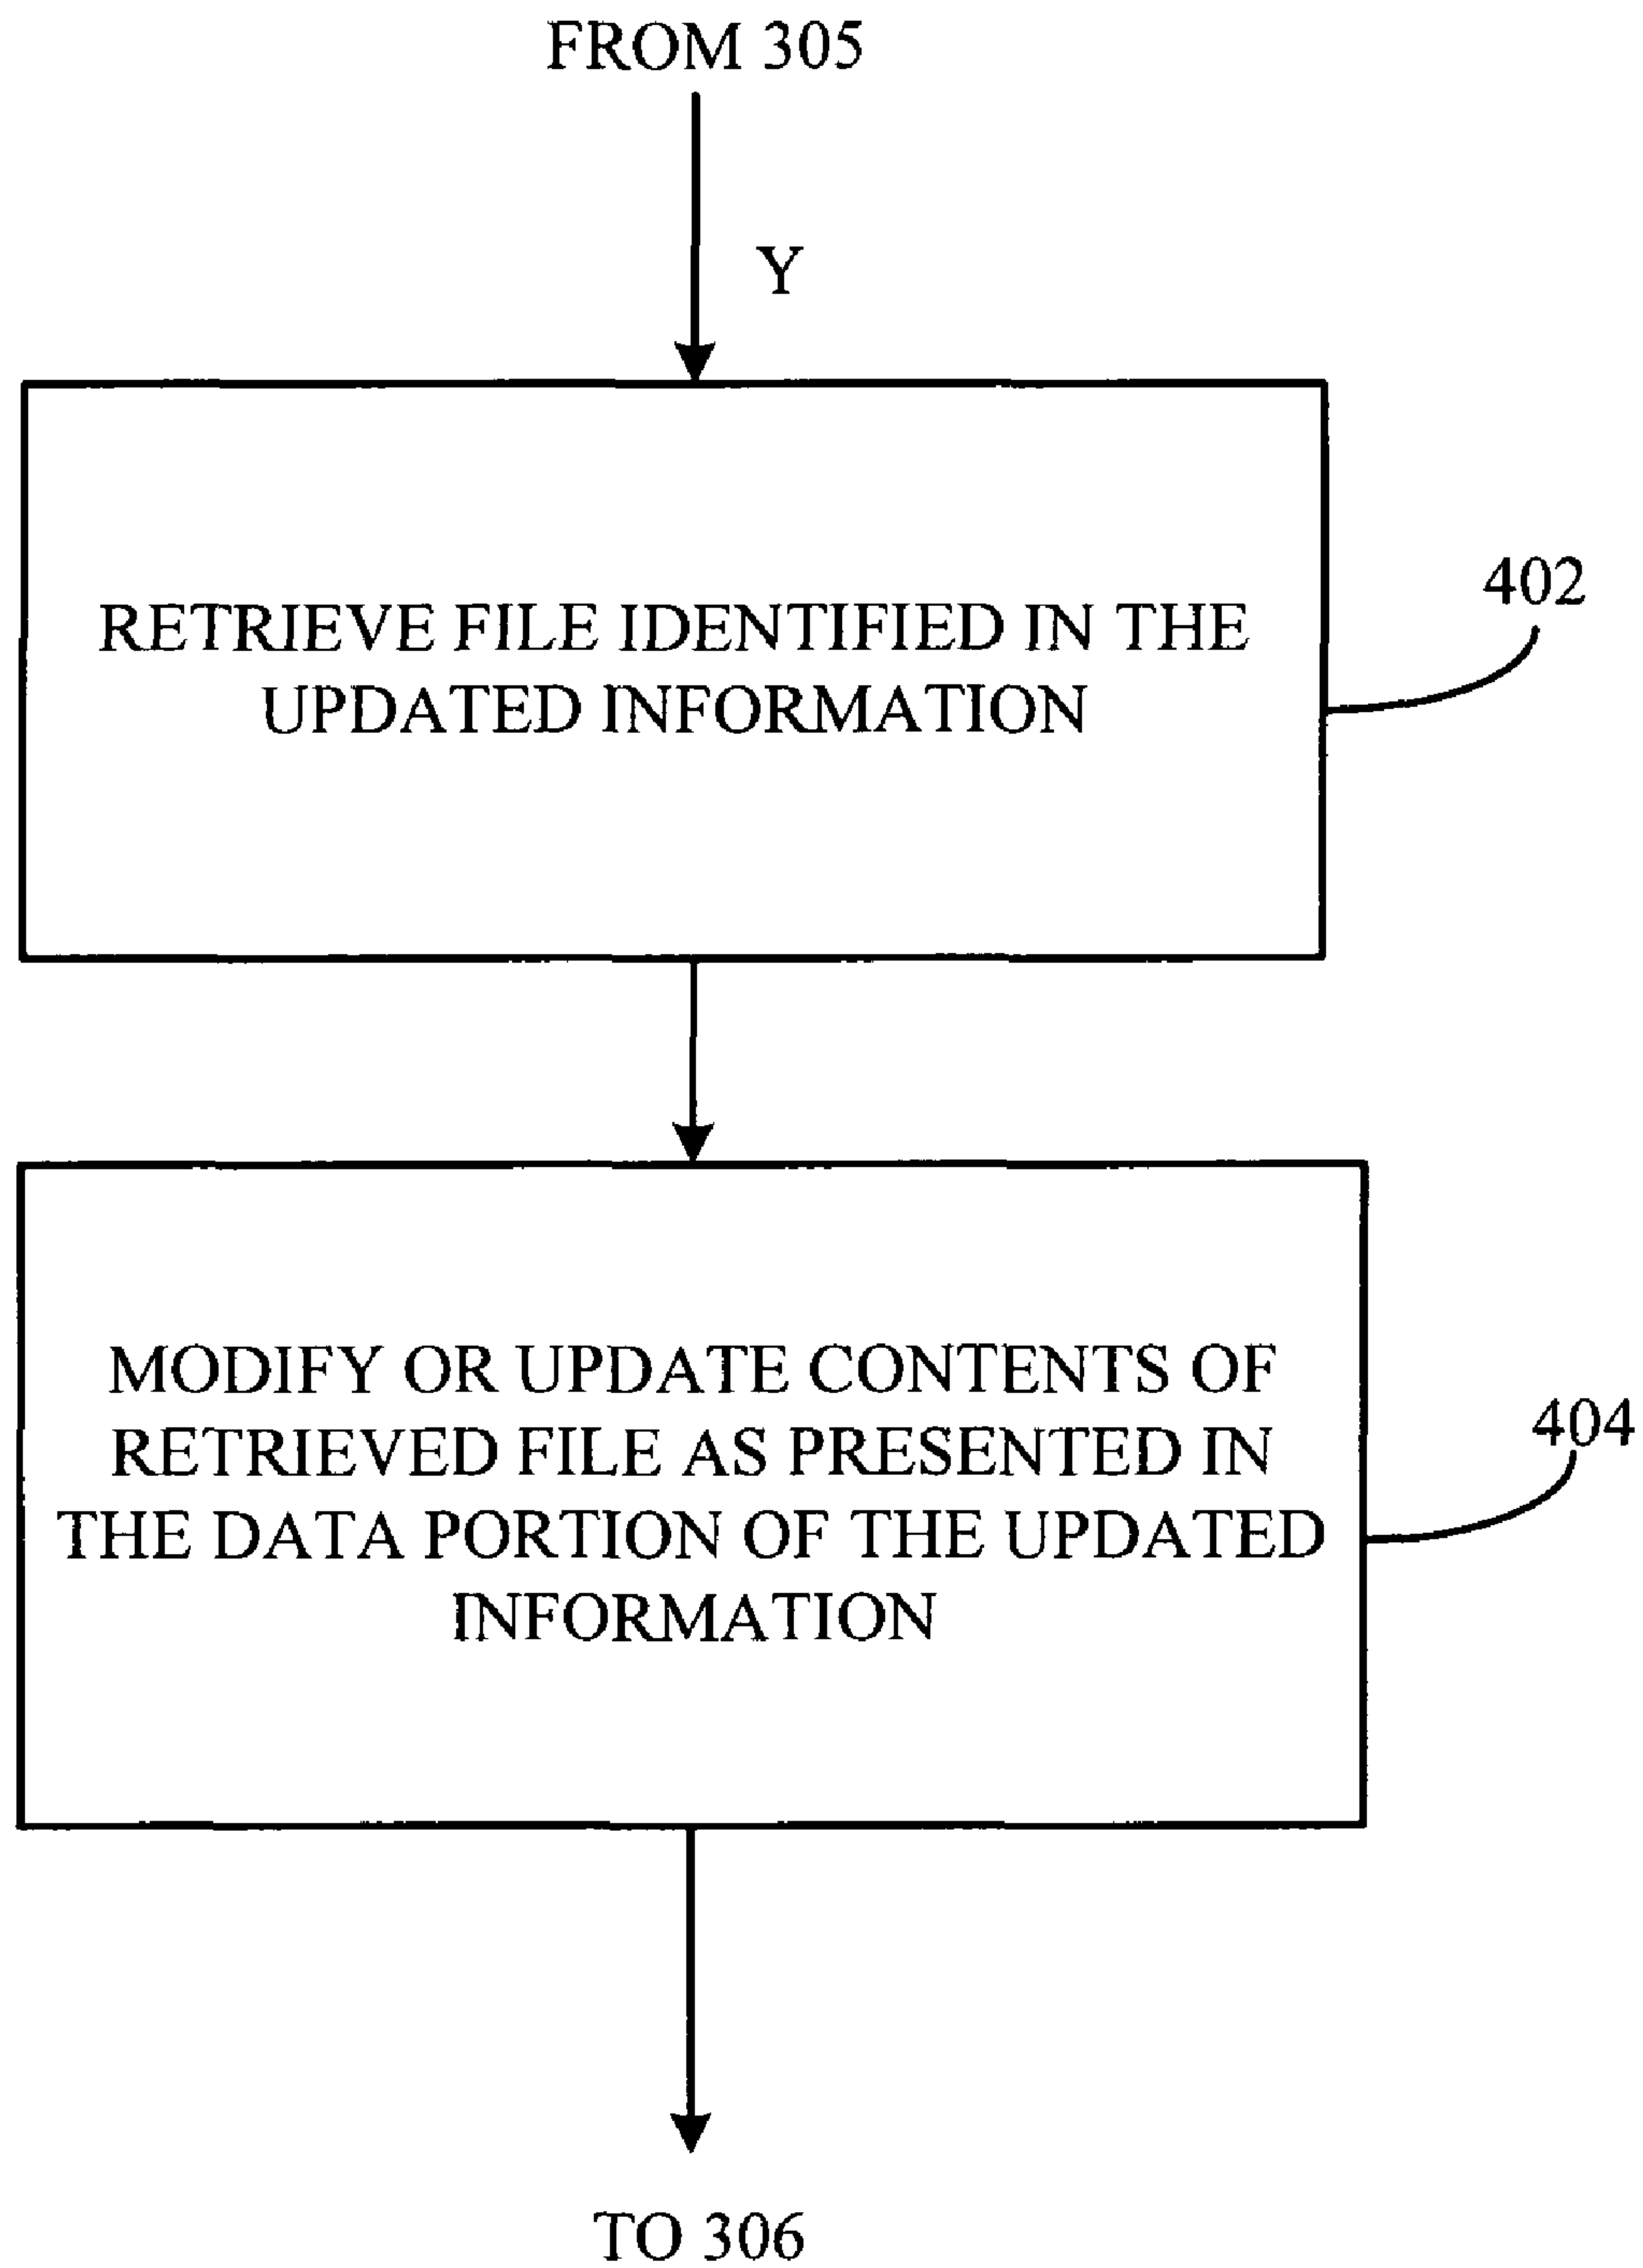 FROM 305
Y
RETRIEVE FILE IDENTIFIED IN THE
UPDATED INFORMATION
402
MODIFY OR UPDATE CONTENTS OF
RETRIEVED FILE AS PRESENTED IN
THE DATA PORTION OF THE UPDATED
INFORMATION
404
TO 306